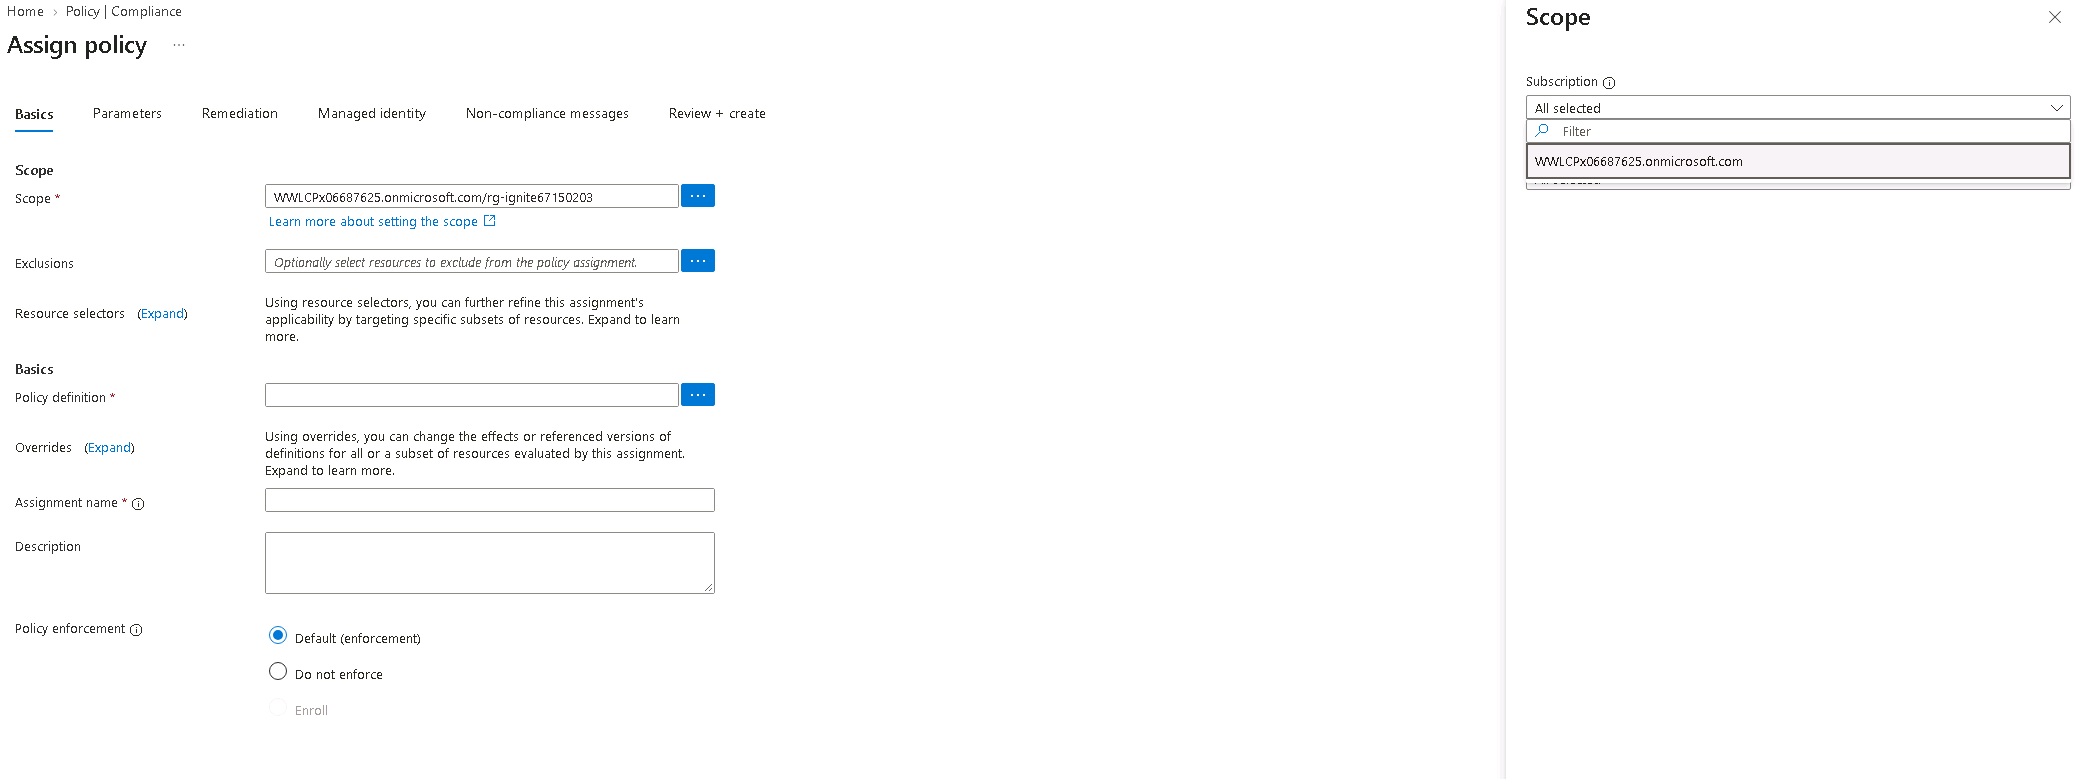 Home > Policy | Compliance
Assign policy ...
Basics Parameters Remediation Managed identity Non-compliance messages Review + create
Scope
Scope * WWLCPx06687625.onmicrosoft.com/rg-ignite67150203 ...
Learn more about setting the scope
Exclusions Optionally select resources to exclude from the policy assignment. ...
Resource selectors (Expand)
Using resource selectors, you can further refine this assignment's
applicability by targeting specific subsets of resources. Expand to learn
more.
Basics
Policy definition * ...
Overrides (Expand)
Using overrides, you can change the effects or referenced versions of
definitions for all or a subset of resources evaluated by this assignment.
Expand to learn more.
Assignment name *
Description
Policy enforcement
Default (enforcement)
Do not enforce
Enroll
Scope
Subscription
All selected
Filter
WWLCPx06687625.onmicrosoft.com